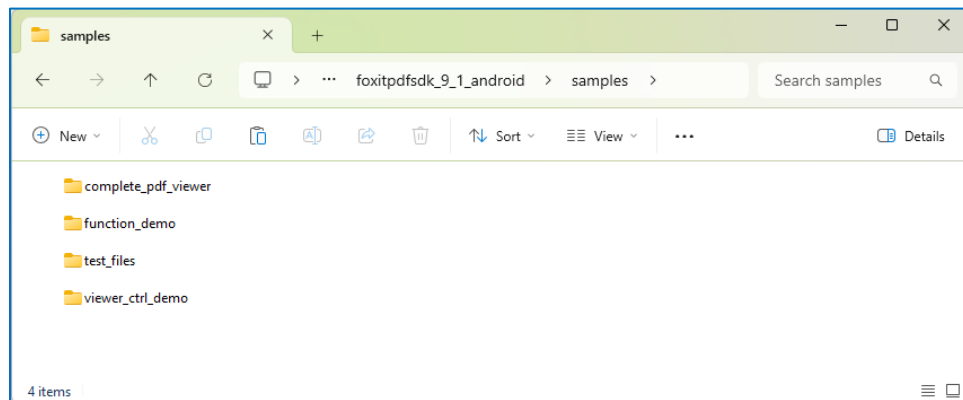 samples
foxitpdfsdk_9_1_android samples Search samples
New Sort View Details
complete_pdf_viewer
function_demo
test_files
viewer_ctrl_demo
4 items